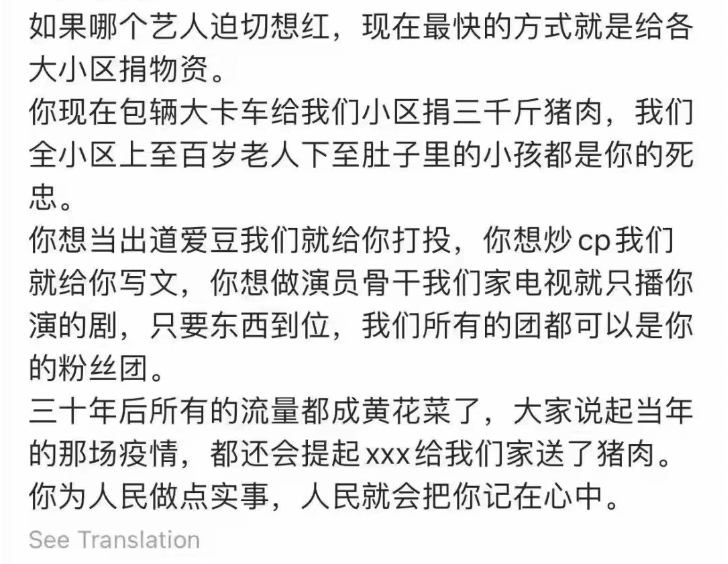 如果哪个艺人迫切想红，现在最快的方式就是给各
大小区捐物资。
你现在包辆大卡车给我们小区捐三千斤猪肉，我们
全小区上至百岁老人下至肚子里的小孩都是你的死
忠。
你想当出道爱豆我们就给你打投，你想炒cp我们
就给你写文，你想做演员骨干我们家电视就只播你
演的剧，只要东西到位，我们所有的团都可以是你
的粉丝团。
三十年后所有的流量都成黄花菜了，大家说起当年
的那场疫情，都还会提起xxx给我们家送了猪肉。
你为人民做点实事，人民就会把你记在心中。
See Translation